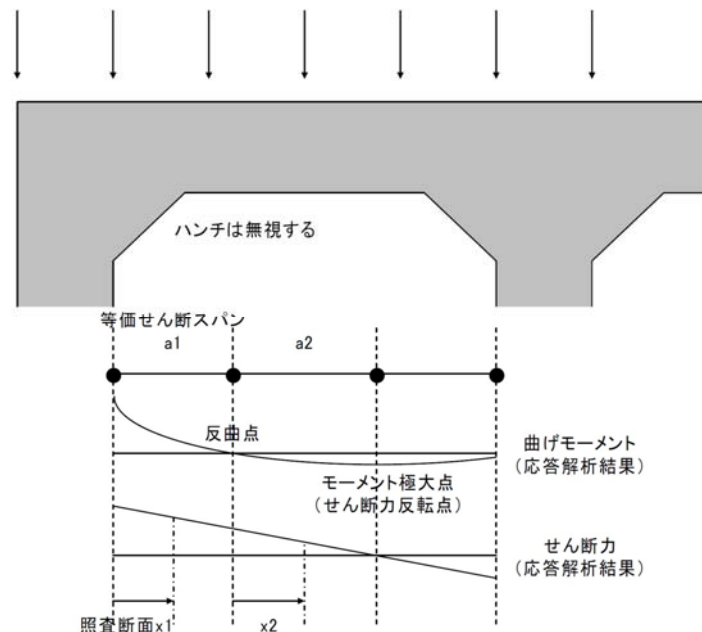 ハンチは無視する
等価せん断スパン
a1
a2
反曲点
曲げモーメント
（応答解析結果）
モーメント極大点
（せん断力反転点）
せん断力
（応答解析結果）
照査断面x1
x2